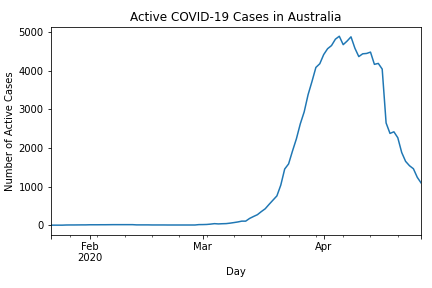 Active COVID-19 Cases in Australia
5000
4000
3000
2000
1000
0
Number of Active Cases
Feb
2020
Mar
Apr
Day